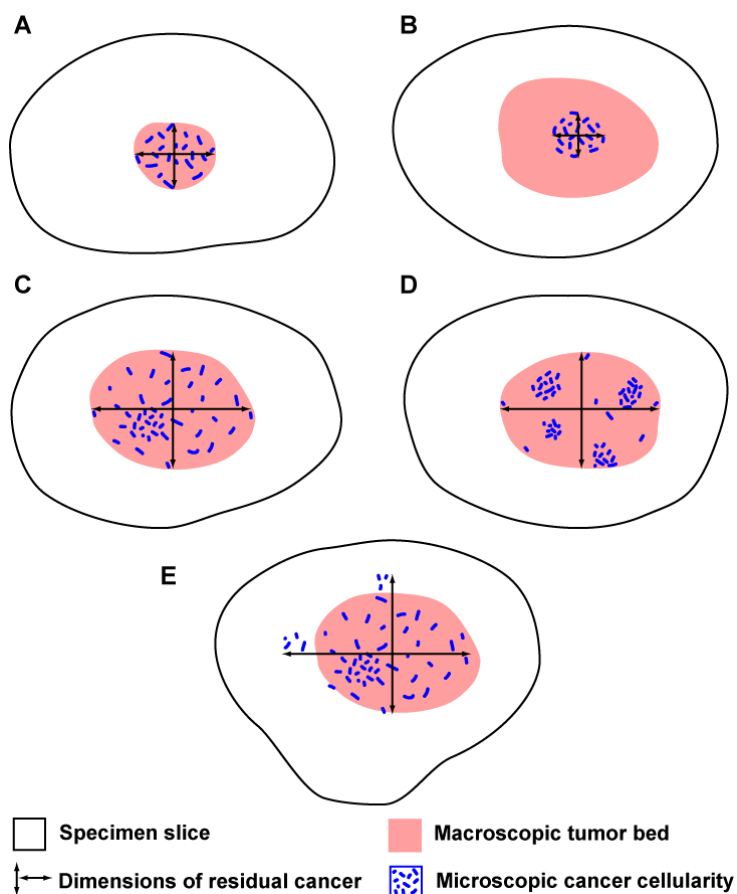 A
B
C
D
E
Specimen slice
Macroscopic tumor bed
Dimensions of residual cancer
Microscopic cancer cellularity